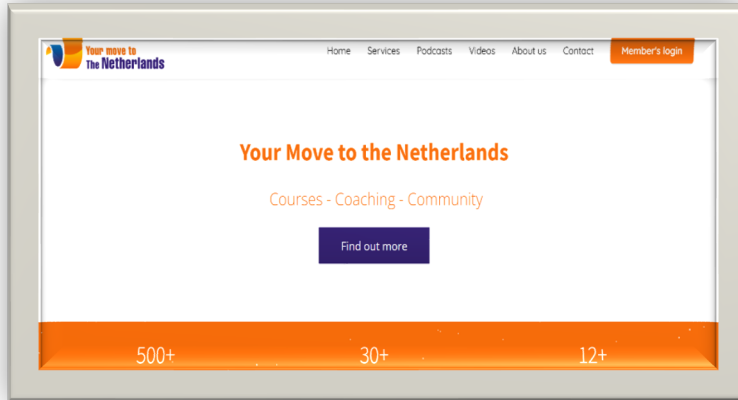 Your move to
The Netherlands
Home Services Podcasts Videos About us Contact Member's login
Your Move to the Netherlands
Courses - Coaching - Community
Find out more
500+ 30+ 12+